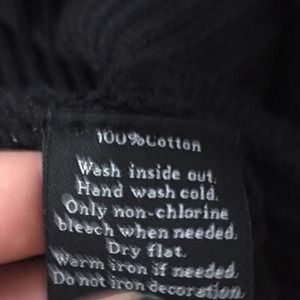 100%Cotton
Wash inside out.
Hand wash cold.
Only non-chlorine
bleach when needed.
Dry flat.
Warm iron if needed.
Do not iron decoration.